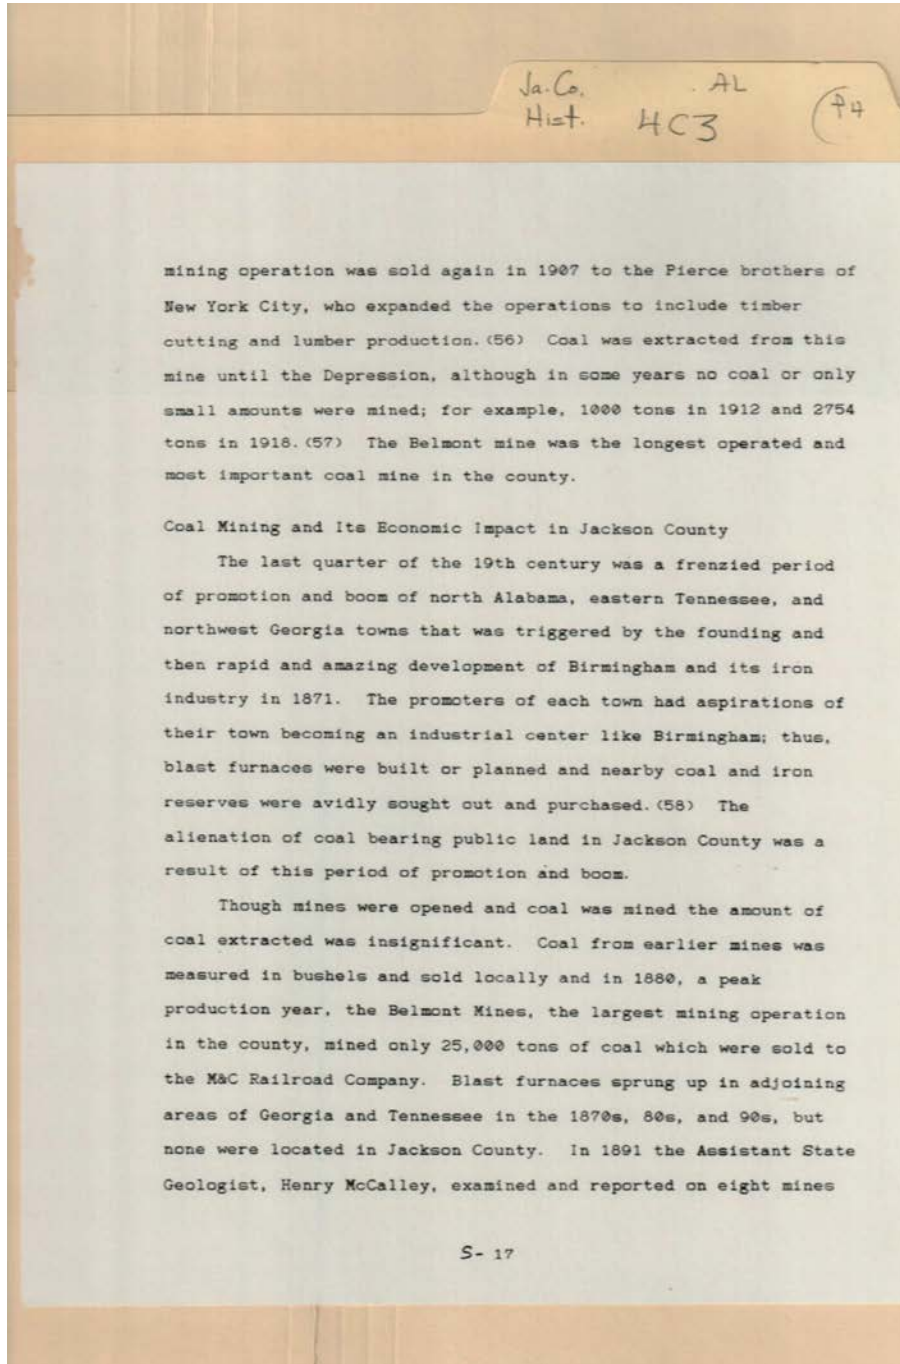 Ja. Co. AL
Hist. 4C3 P4
mining operation was sold again in 1907 to the Pierce brothers of
New York City, who expanded the operations to include timber
cutting and lumber production.(56) Coal was extracted from this
mine until the Depression, although in some years no coal or only
small amounts were mined; for example, 1000 tons in 1912 and 2754
tons in 1918.(57) The Belmont mine was the longest operated and
most important coal mine in the county.
Coal Mining and Its Economic Impact in Jackson County
The last quarter of the 19th century was a frenzied period
of promotion and boom of north Alabama, eastern Tennessee, and
northwest Georgia towns that was triggered by the founding and
then rapid and amazing development of Birmingham and its iron
industry in 1871. The promoters of each town had aspirations of
their town becoming an industrial center like Birmingham; thus,
blast furnaces were built or planned and nearby coal and iron
reserves were avidly sought out and purchased.(58) The
alienation of coal bearing public land in Jackson County was a
result of this period of promotion and boom.
Though mines were opened and coal was mined the amount of
coal extracted was insignificant. Coal from earlier mines was
measured in bushels and sold locally and in 1880, a peak
production year, the Belmont Mines, the largest mining operation
in the county, mined only 25,000 tons of coal which were sold to
the M&C Railroad Company. Blast furnaces sprung up in adjoining
areas of Georgia and Tennessee in the 1870s, 80s, and 90s, but
none were located in Jackson County. In 1891 the Assistant State
Geologist, Henry McCalley, examined and reported on eight mines
S- 17